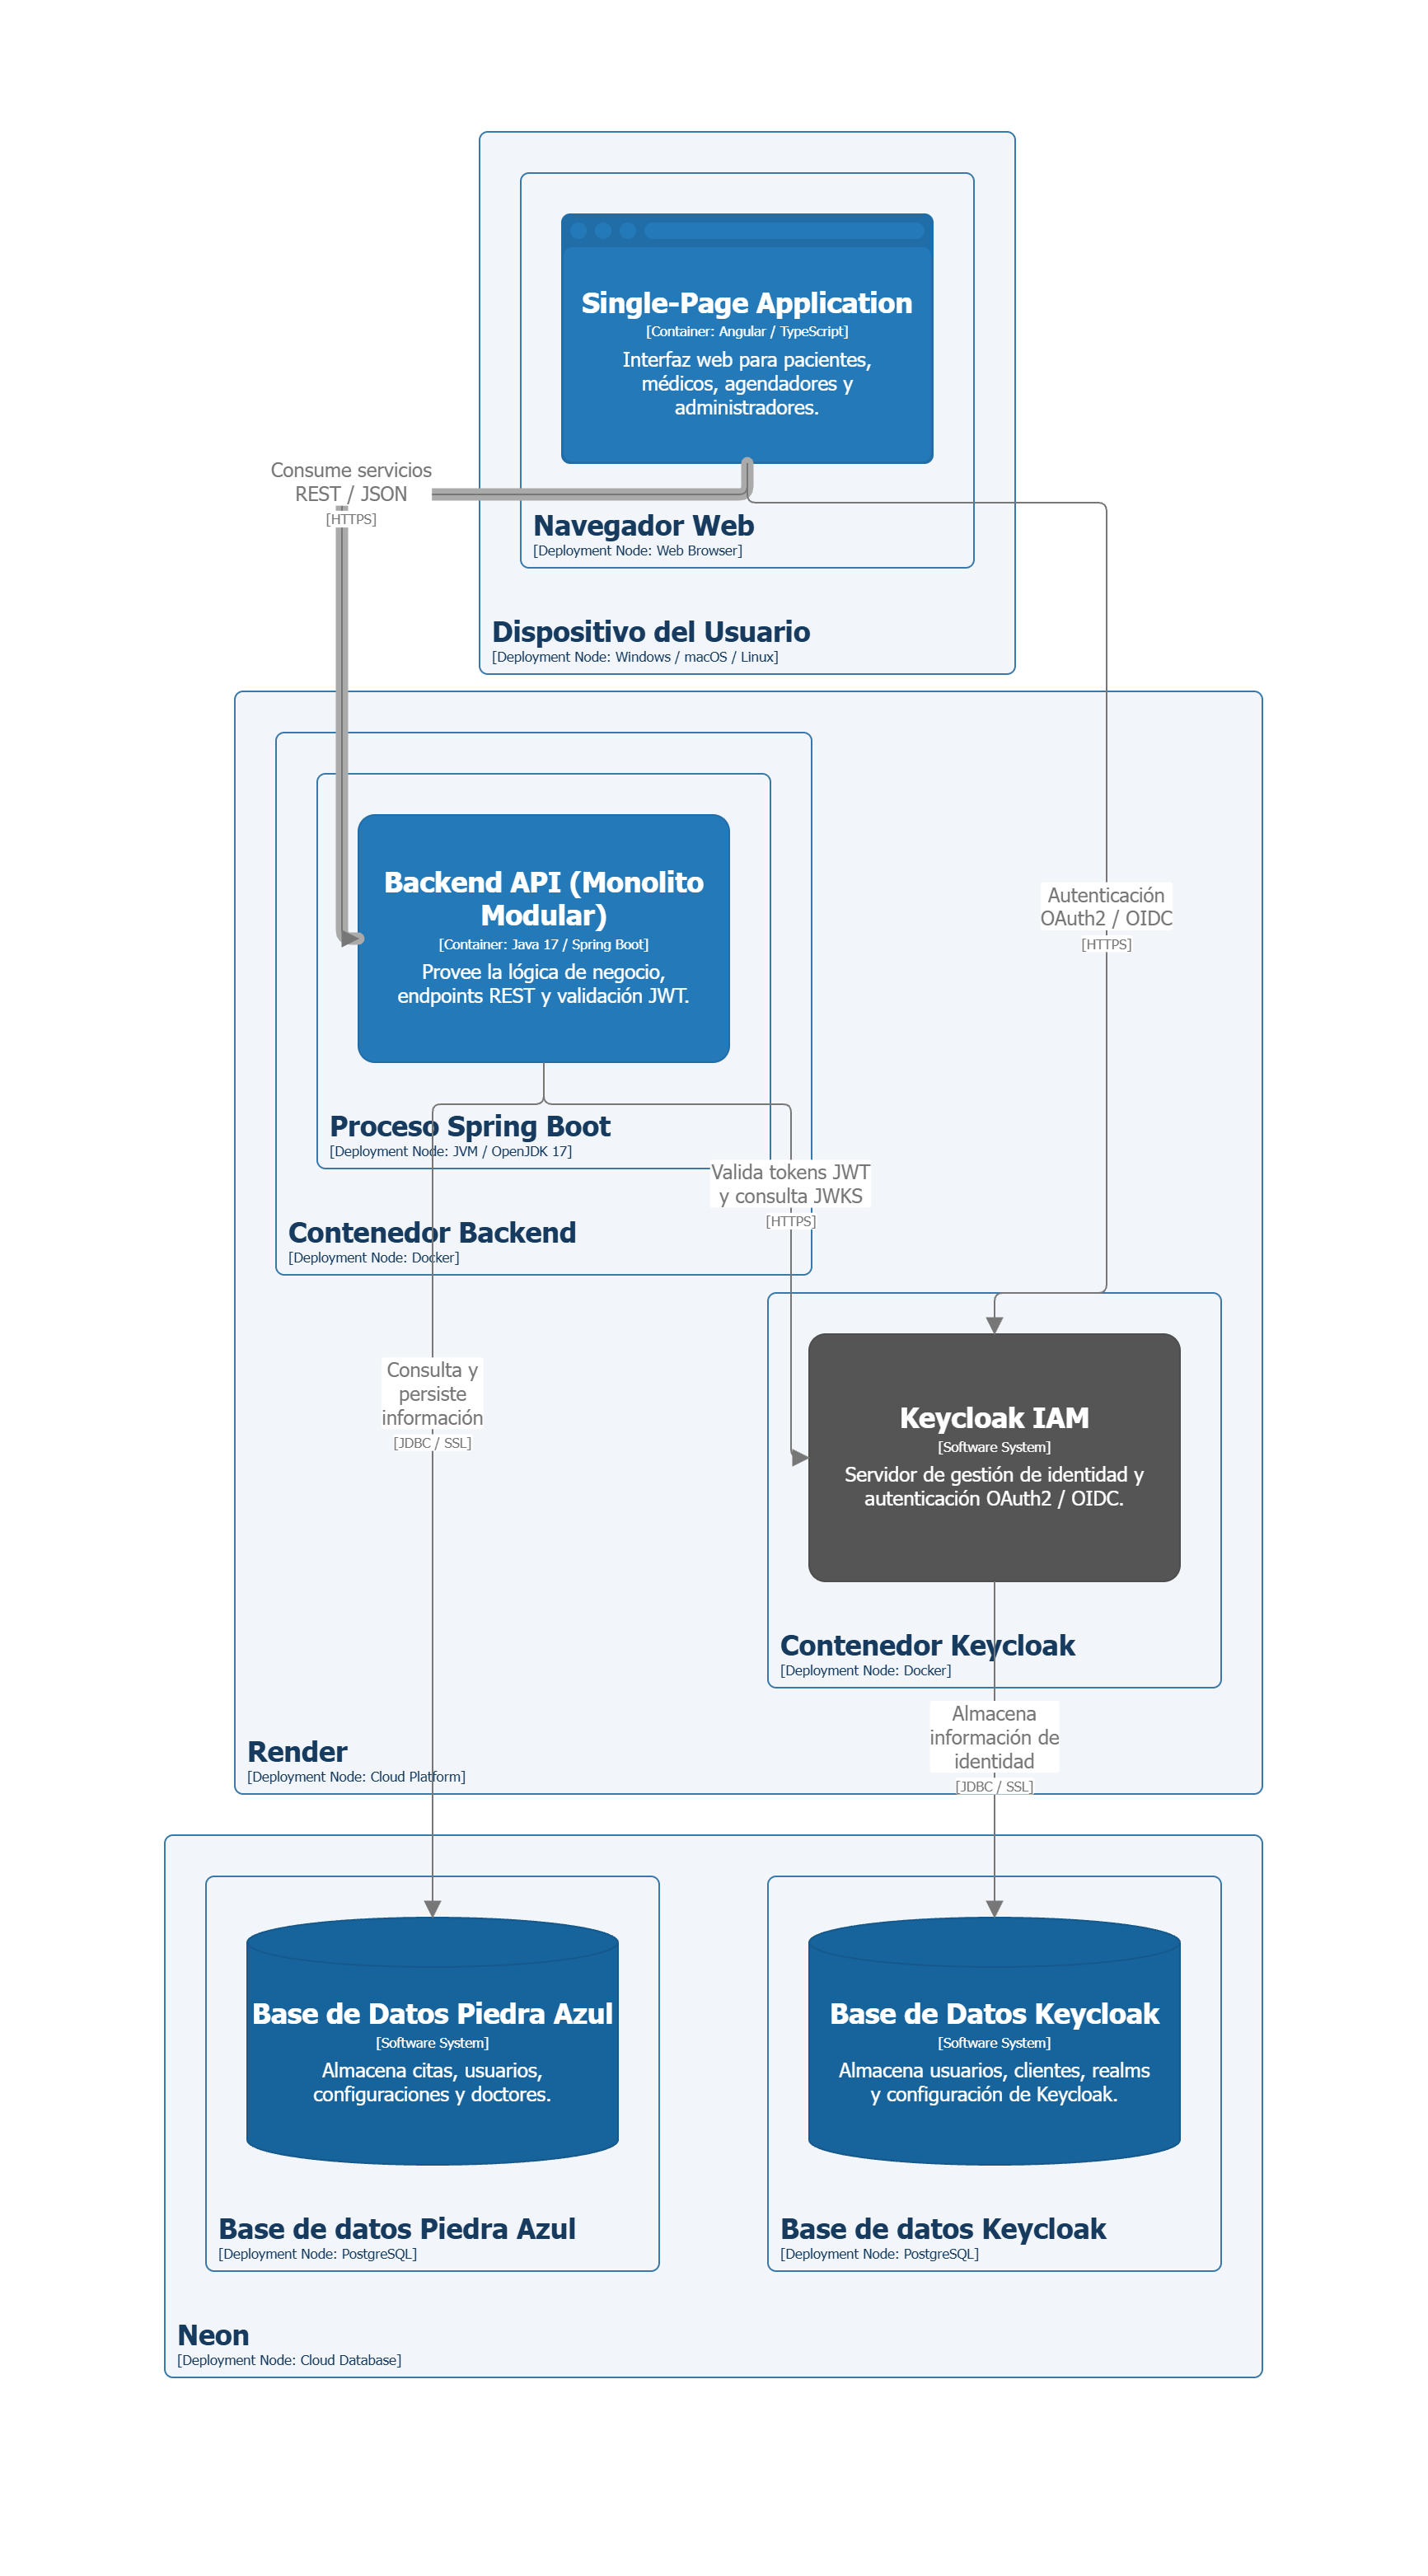 Single-Page Application
[Container: Angular / TypeScript]
Interfaz web para pacientes,
médicos, agendadores y
administradores.
Consume servicios
REST / JSON
[HTTPS]
Navegador Web
[Deployment Node: Web Browser]
Dispositivo del Usuario
[Deployment Node: Windows / macOS / Linux]
Backend API (Monolito
Modular)
[Container: Java 17 / Spring Boot]
Provee la lógica de negocio,
endpoints REST y validación JWT.
Autenticación
OAuth2 / OIDC
[HTTPS]
Proceso Spring Boot
[Deployment Node: JVM / OpenJDK 17]
Valida tokens JWT
y consulta JWKS
[HTTPS]
Contenedor Backend
[Deployment Node: Docker]
Consulta y
persiste
información
[JDBC / SSL]
Keycloak IAM
[Software System]
Servidor de gestión de identidad y
autenticación OAuth2 / OIDC.
Contenedor Keycloak
[Deployment Node: Docker]
Almacena
información de
identidad
[JDBC / SSL]
Render
[Deployment Node: Cloud Platform]
Base de Datos Piedra Azul
[Software System]
Almacena citas, usuarios,
configuraciones y doctores.
Base de Datos Keycloak
[Software System]
Almacena usuarios, clientes, realms
y configuración de Keycloak.
Base de datos Piedra Azul
[Deployment Node: PostgreSQL]
Base de datos Keycloak
[Deployment Node: PostgreSQL]
Neon
[Deployment Node: Cloud Database]